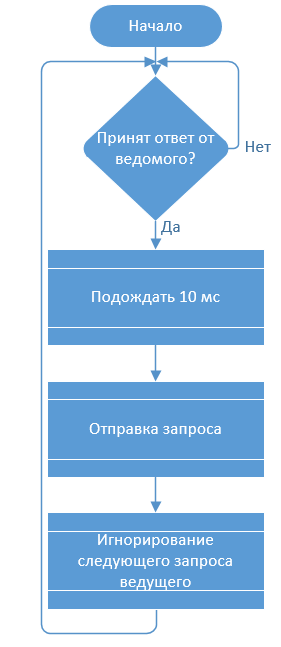 Начало
Принят ответ от
ведомого?
Нет
Да
Подождать 10 мс
Отправка запроса
Игнорирование
следующего запроса
ведущего